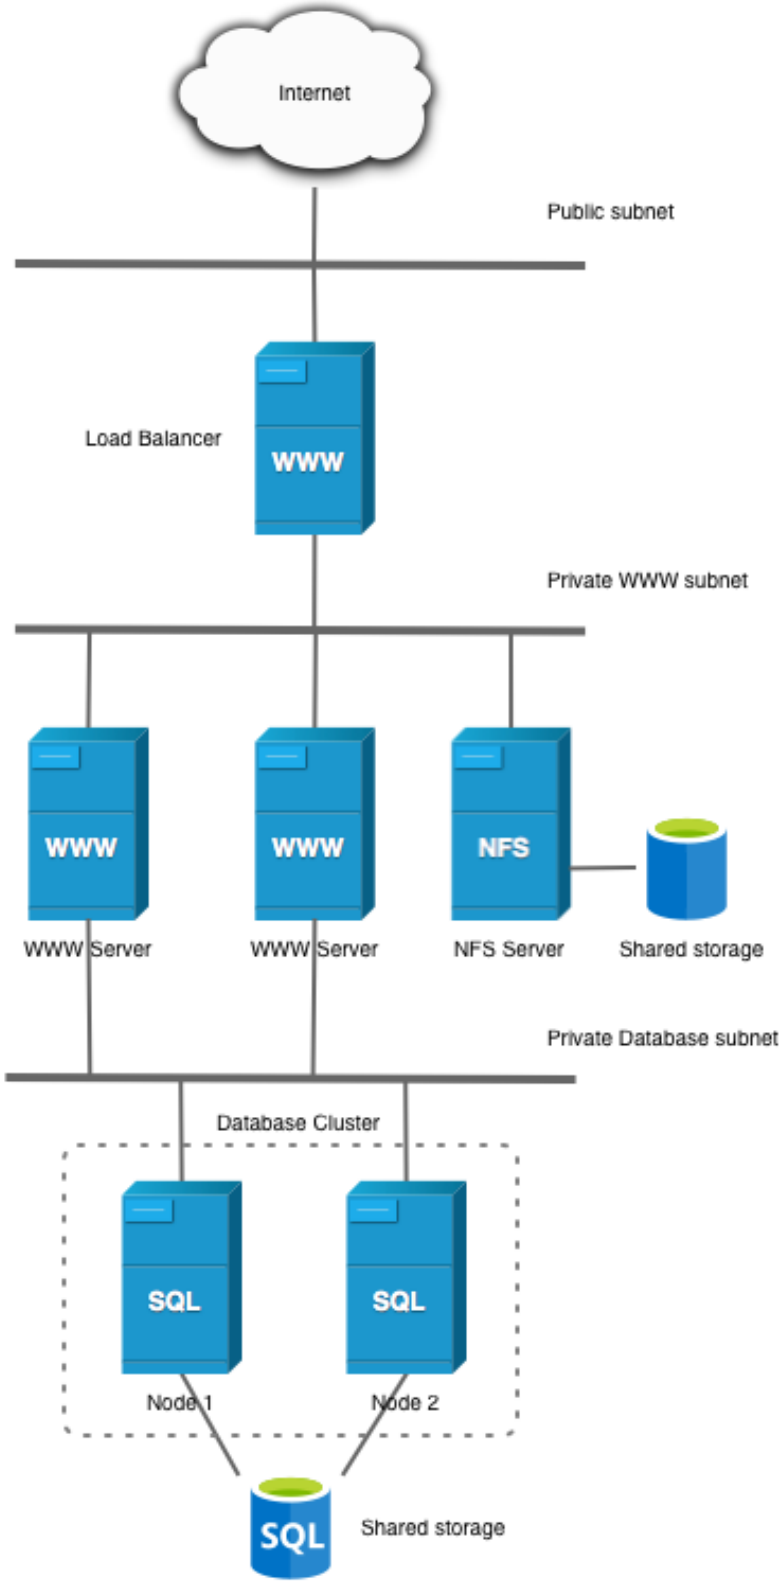 Internet
Public subnet
Load Balancer
WWW
Private WWW subnet
WWW
WWW
NFS
WWW Server
WWW Server
NFS Server
Shared storage
Private Database subnet
Database Cluster
SQL
SQL
Node 1
Node 2
SQL
Shared storage